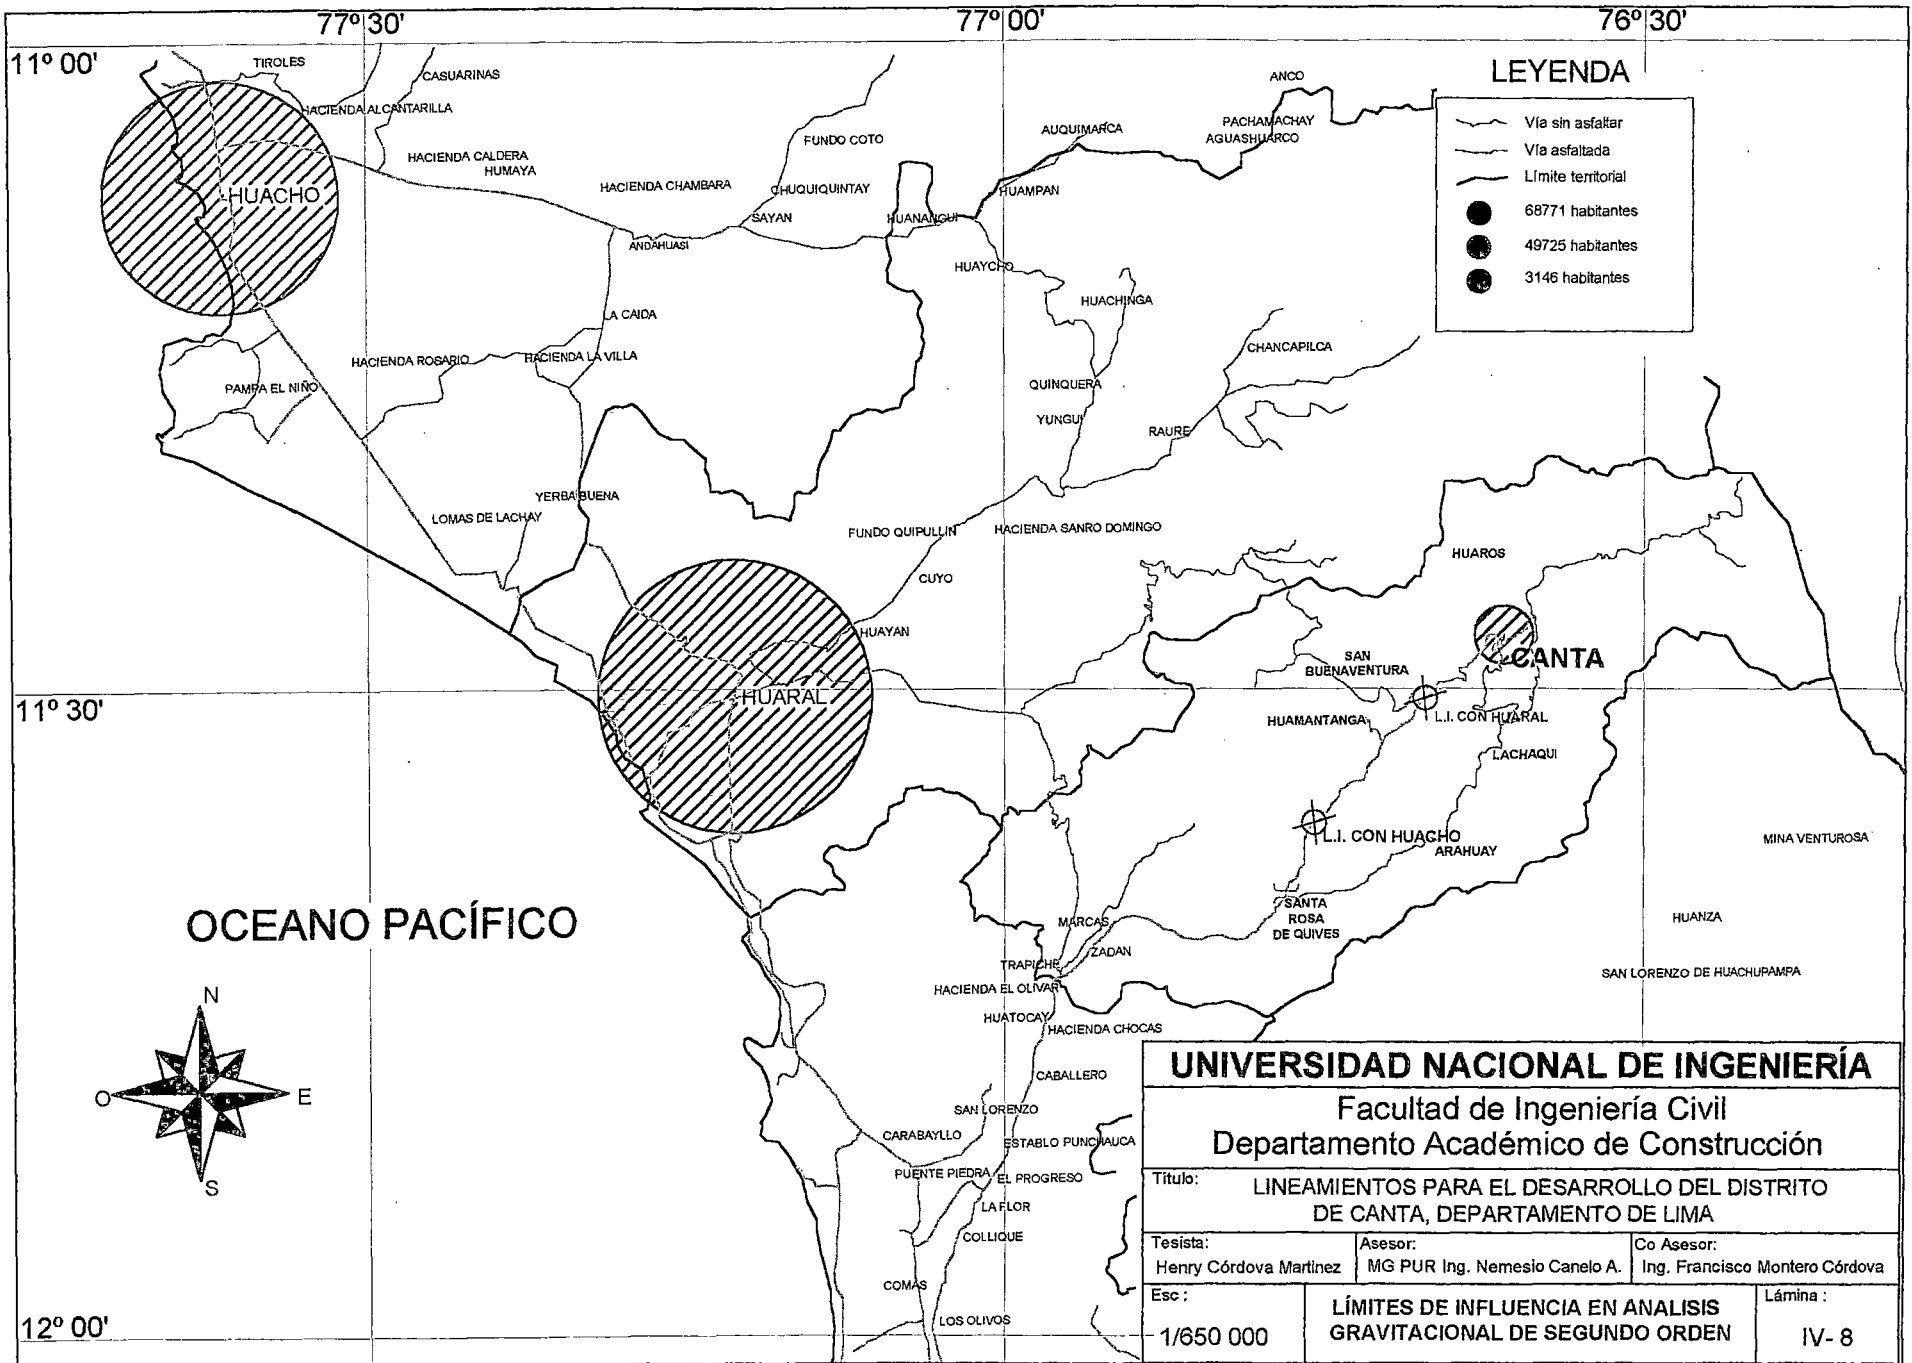 77º 30'
77º 00'
76º 30'
11º 00'
TIROLES
CASUARINAS
HACIENDA ALCANTARILLA
HACIENDA CALDERA
HUMAYA
HUACHO
HACIENDA CHAMBARA
FUNDO COTO
CHUQUIQUINTAY
SAYAN
ANDAHUASI
HUANANGUI
AUQUIMARCA
HUAMPAN
ANCO
PACHAMACHAY
AGUASHUARCO
LEYENDA
Vía sin asfaltar
Vía asfaltada
Límite territorial
68771 habitantes
49725 habitantes
3146 habitantes
HUAYCHO
HUACHINGA
LA CAIDA
HACIENDA ROSARIO
HACIENDA LA VILLA
PAMPA EL NIÑO
CHANCAPILCA
QUINQUERA
YUNGUI
RAURE
YERBA BUENA
LOMAS DE LACHAY
FUNDO QUIPULLIN
HACIENDA SANRO DOMINGO
CUYO
HUAYAN
HUAROS
CANTA
SAN
BUENAVENTURA
11º 30'
HUARAL
HUAMANTANGA
L.I. CON HUARAL
LACHAQUI
L.I. CON HUACHO
ARAHUAY
MINA VENTUROSA
OCEANO PACÍFICO
SANTA
ROSA
DE QUIVES
HUANZA
MARCAS
ZADAN
TRAPICHE
SAN LORENZO DE HUACHUPAMPA
HACIENDA EL OLIVAR
HUATOCAY
HACIENDA CHOCAS
N
O
E
S
CABALLERO
SAN LORENZO
CARABAYLLO
ESTABLO PUNCHAUCA
PUENTE PIEDRA
EL PROGRESO
LA FLOR
COLLIQUE
COMAS
LOS OLIVOS
12º 00'
UNIVERSIDAD NACIONAL DE INGENIERÍA
Facultad de Ingeniería Civil
Departamento Académico de Construcción
Título:
LINEAMIENTOS PARA EL DESARROLLO DEL DISTRITO
DE CANTA, DEPARTAMENTO DE LIMA
Tesista:
Henry Córdova Martinez
Asesor:
MG PUR Ing. Nemesio Canelo A.
Co Asesor:
Ing. Francisco Montero Córdova
Esc :
1/650 000
LÍMITES DE INFLUENCIA EN ANALISIS
GRAVITACIONAL DE SEGUNDO ORDEN
Lámina :
IV- 8